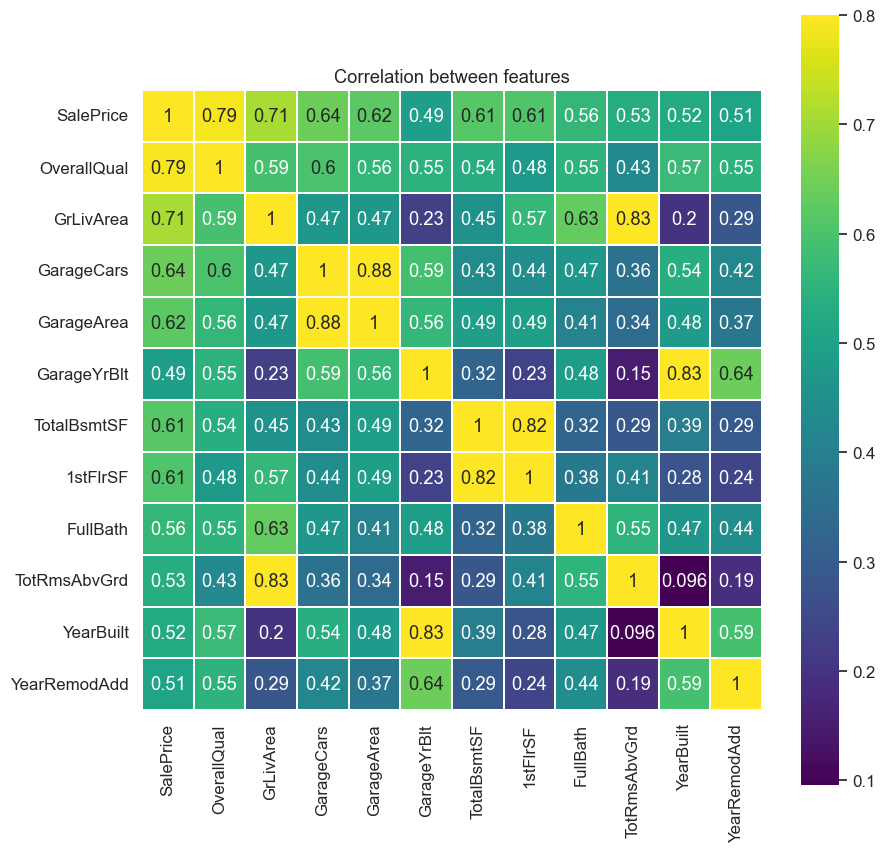 Correlation between features
SalePrice 1 0.79 0.71 0.64 0.62 0.49 0.61 0.61 0.56 0.53 0.52 0.51
OverallQual 0.79 1 0.59 0.6 0.56 0.55 0.54 0.48 0.55 0.43 0.57 0.55
GrLivArea 0.71 0.59 1 0.47 0.47 0.23 0.45 0.57 0.63 0.83 0.2 0.29
GarageCars 0.64 0.6 0.47 1 0.88 0.59 0.43 0.44 0.47 0.36 0.54 0.42
GarageArea 0.62 0.56 0.47 0.88 1 0.56 0.49 0.49 0.41 0.34 0.48 0.37
GarageYrBlt 0.49 0.55 0.23 0.59 0.56 1 0.32 0.23 0.48 0.15 0.83 0.64
TotalBsmtSF 0.61 0.54 0.45 0.43 0.49 0.32 1 0.82 0.32 0.29 0.39 0.29
1stFlrSF 0.61 0.48 0.57 0.44 0.49 0.23 0.82 1 0.38 0.41 0.28 0.24
FullBath 0.56 0.55 0.63 0.47 0.41 0.48 0.32 0.38 1 0.55 0.47 0.44
TotRmsAbvGrd 0.53 0.43 0.83 0.36 0.34 0.15 0.29 0.41 0.55 1 0.096 0.19
YearBuilt 0.52 0.57 0.2 0.54 0.48 0.83 0.39 0.28 0.47 0.096 1 0.59
YearRemodAdd 0.51 0.55 0.29 0.42 0.37 0.64 0.29 0.24 0.44 0.19 0.59 1
SalePrice
OverallQual
GrLivArea
GarageCars
GarageArea
GarageYrBlt
TotalBsmtSF
1stFlrSF
FullBath
TotRmsAbvGrd
YearBuilt
YearRemodAdd
0.8
0.7
0.6
0.5
0.4
0.3
0.2
0.1